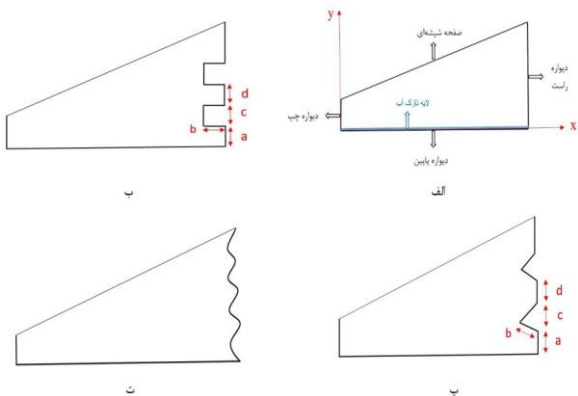 y
صفحه شیشه‌ای
دیواره
راست
لایه نازک آب
دیواره چپ
x
دیواره پایین
الف
d
c
b
a
ب
d
c
b
a
پ
ت